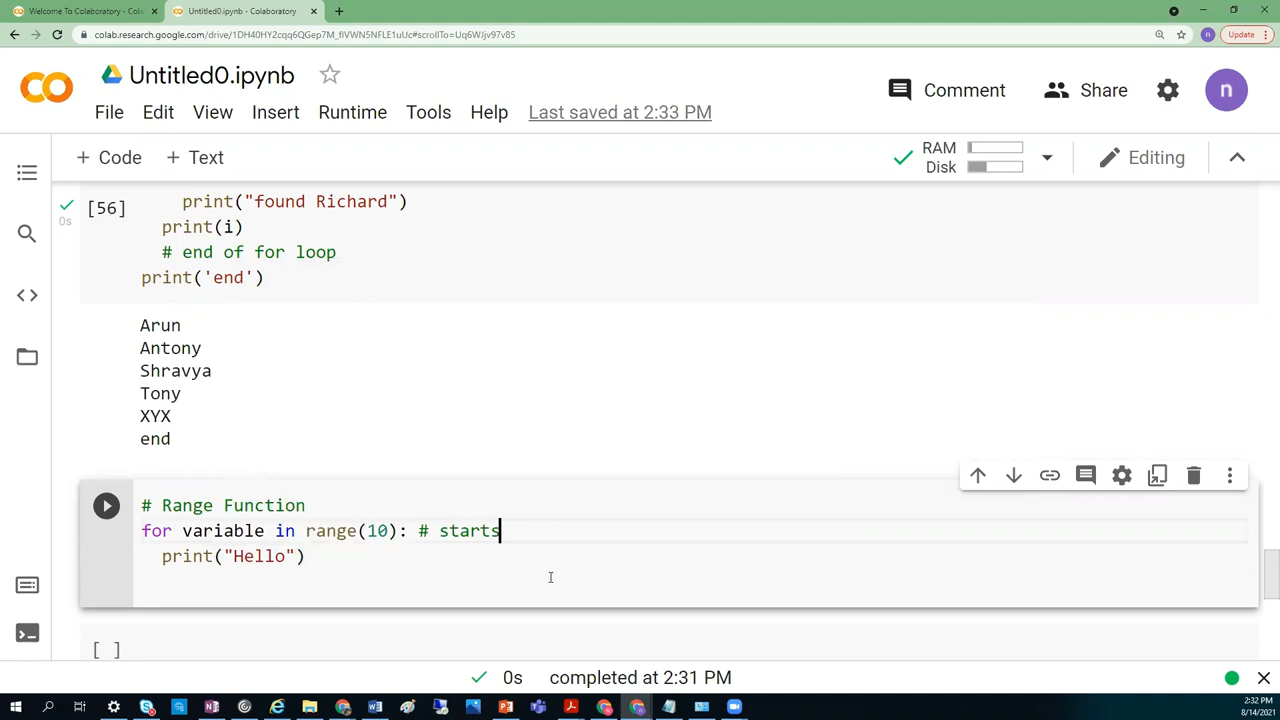 Welcome To Colaboratory - Cola
Untitled0.ipynb - Colaboratory
colab.research.google.com/drive/1DH40HY2cqq6QGep7M_fIVWN5NFLE1uUc#scrollTo=Uq6WJjv97v85
n
Update
CO
Untitled0.ipynb
Comment
Share
n
File Edit View Insert Runtime Tools Help Last saved at 2:33 PM
+ Code + Text
RAM
Disk
Editing
[56]
0s
print("found Richard")
print(i)
# end of for loop
print('end')
Arun
Antony
Shravya
Tony
XYX
end
# Range Function
for variable in range(10): # starts
print("Hello")
[ ]
0s completed at 2:31 PM
2:32 PM
8/14/2021